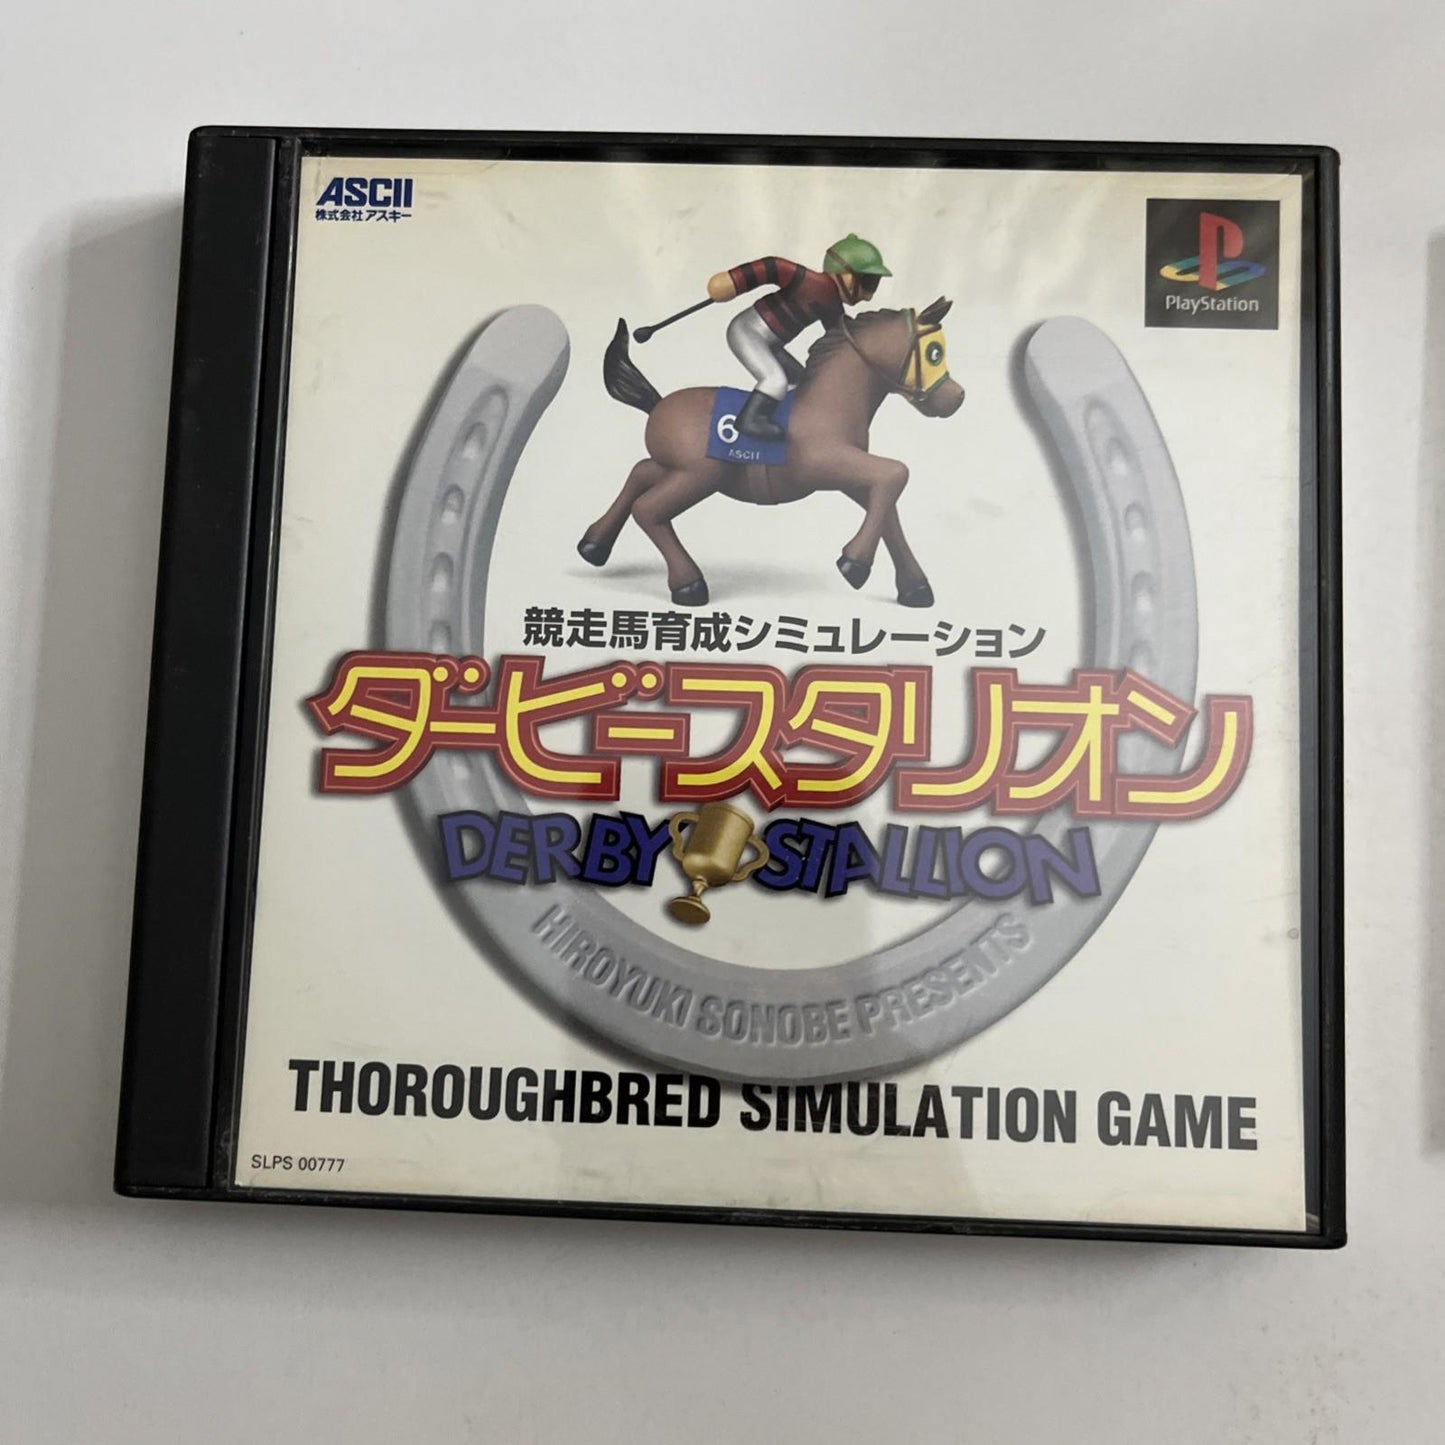 ASCII
株式会社アスキー
PlayStation
6
ASCII
競走馬育成シミュレーション
ダービースタリオン
DERBY STALLION
HIROYUKI SONOBE PRESENTS
THOROUGHBRED SIMULATION GAME
SLPS 00777